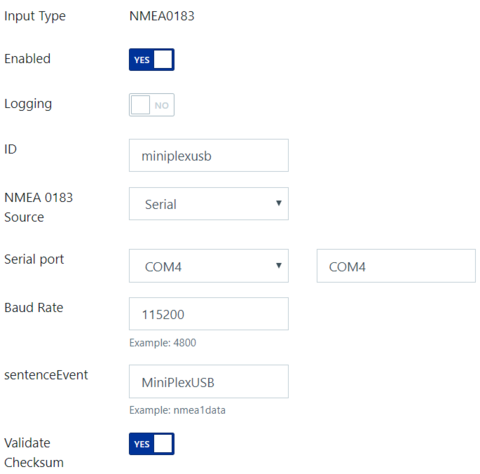 Input Type NMEA0183
Enabled YES
Logging NO
ID miniplexusb
NMEA 0183 Serial
Source
Serial port COM4 COM4
Baud Rate 115200
Example: 4800
sentenceEvent MiniPlexUSB
Example: nmea1data
Validate YES
Checksum